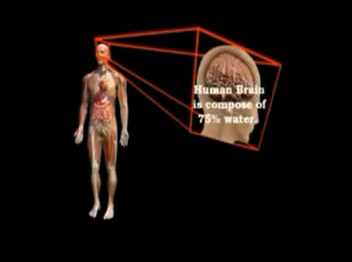 Human Brain
is compose of
75% water.